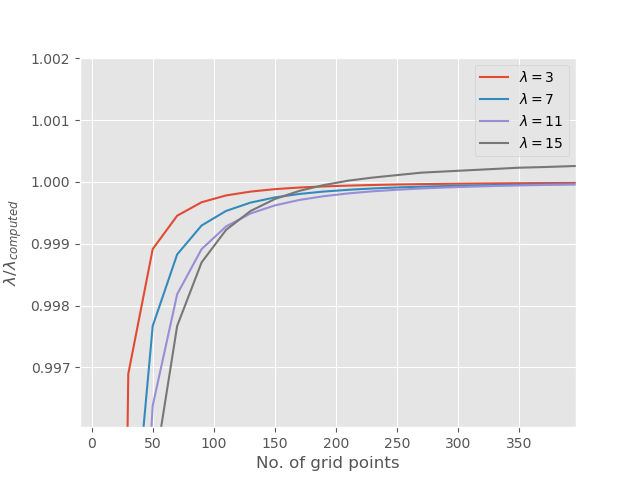 1.002
1.001
1.000
0.999
0.998
0.997
λ/λcomputed
λ = 3
λ = 7
λ = 11
λ = 15
0 50 100 150 200 250 300 350
No. of grid points